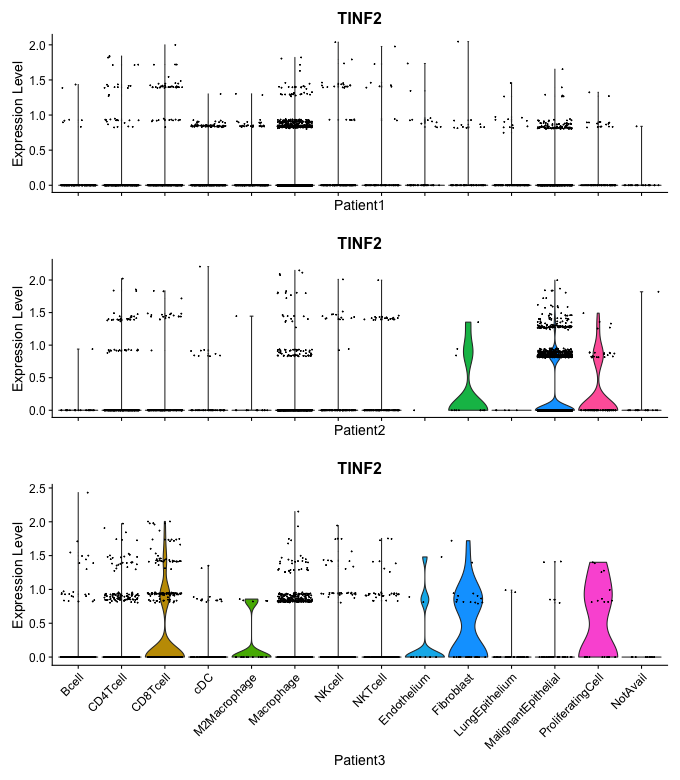 TINF2
Expression Level
2.0
1.5
1.0
0.5
0.0
Patient1
TINF2
Expression Level
2.0
1.5
1.0
0.5
0.0
Patient2
TINF2
Expression Level
2.5
2.0
1.5
1.0
0.5
0.0
Bcell
CD4Tcell
CD8Tcell
cDC
M2Macrophage
Macrophage
NKcell
NKTcell
Endothelium
Fibroblast
LungEpithelium
MalignantEpithelial
ProliferatingCell
NotAvail
Patient3